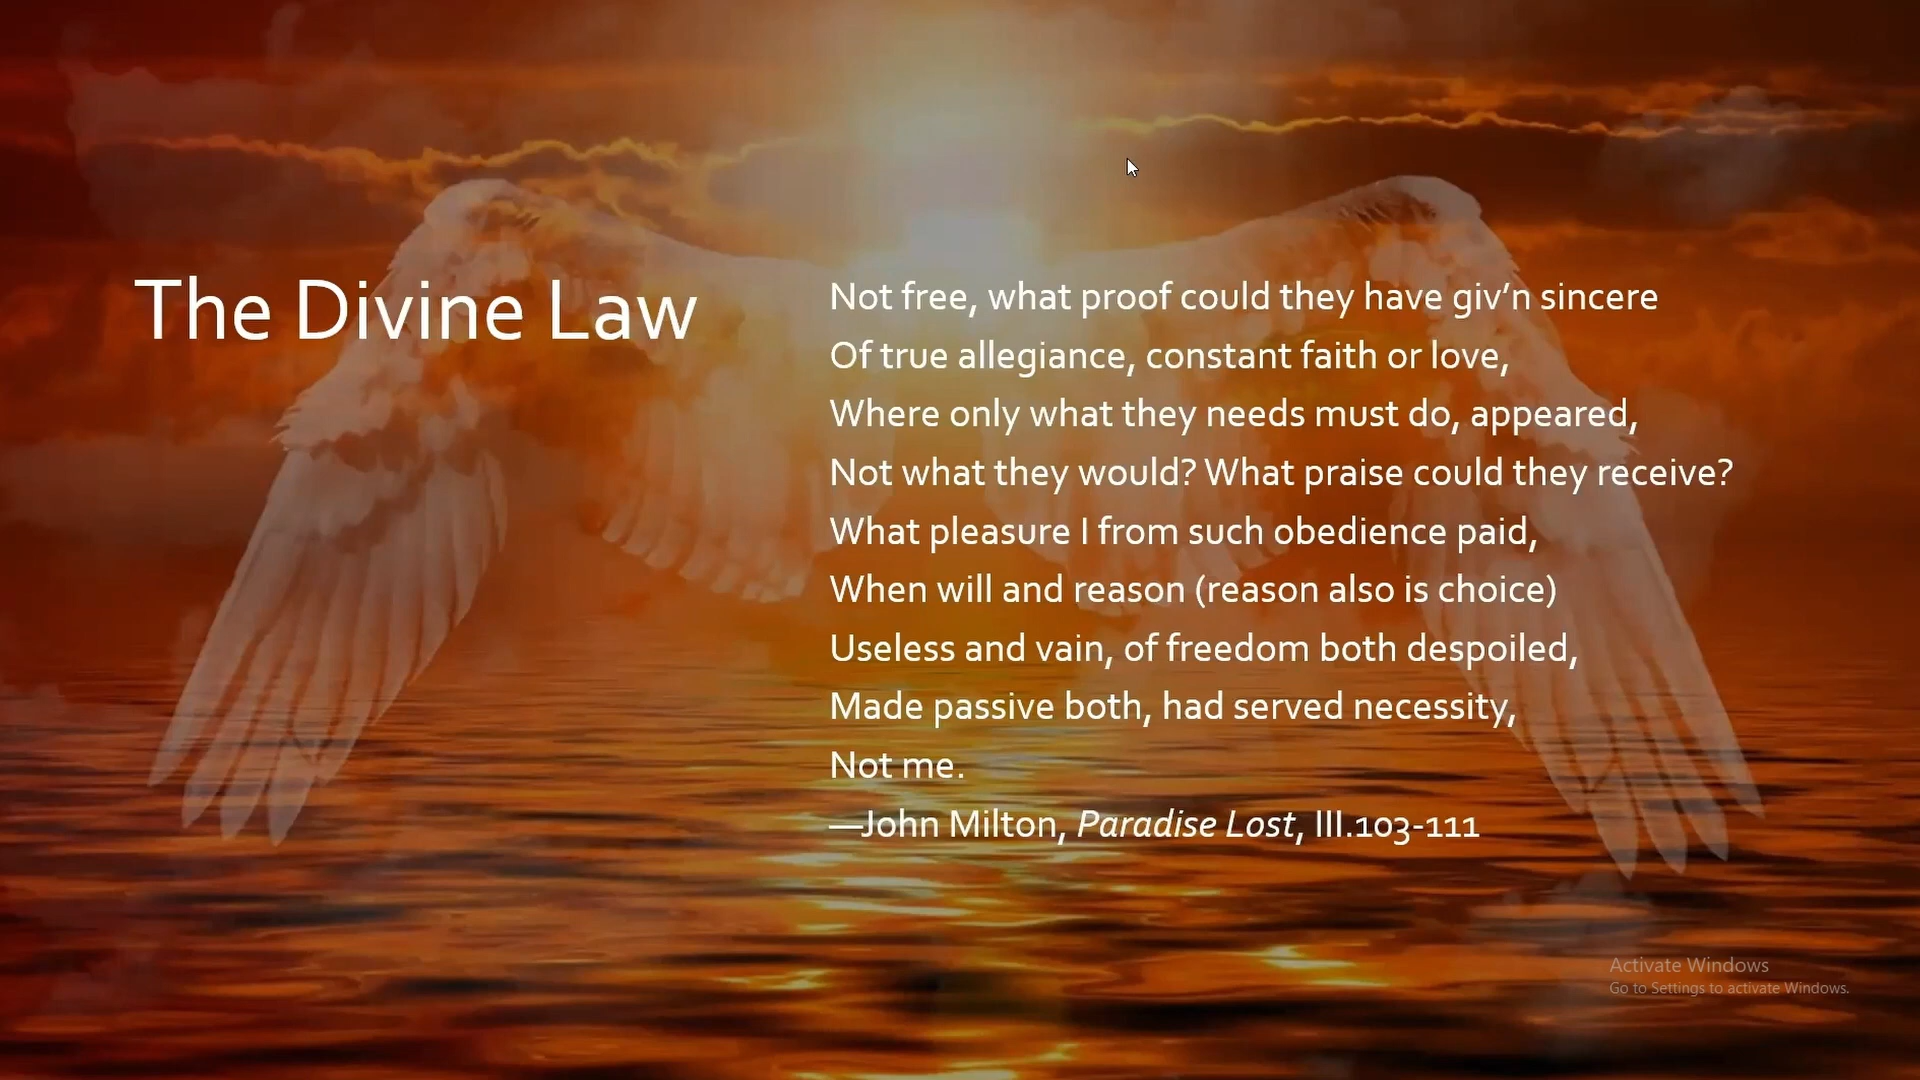 The Divine Law
Not free, what proof could they have giv’n sincere
Of true allegiance, constant faith or love,
Where only what they needs must do, appeared,
Not what they would? What praise could they receive?
What pleasure I from such obedience paid,
When will and reason (reason also is choice)
Useless and vain, of freedom both despoiled,
Made passive both, had served necessity,
Not me.
—John Milton, Paradise Lost, III.103-111
Activate Windows
Go to Settings to activate Windows.